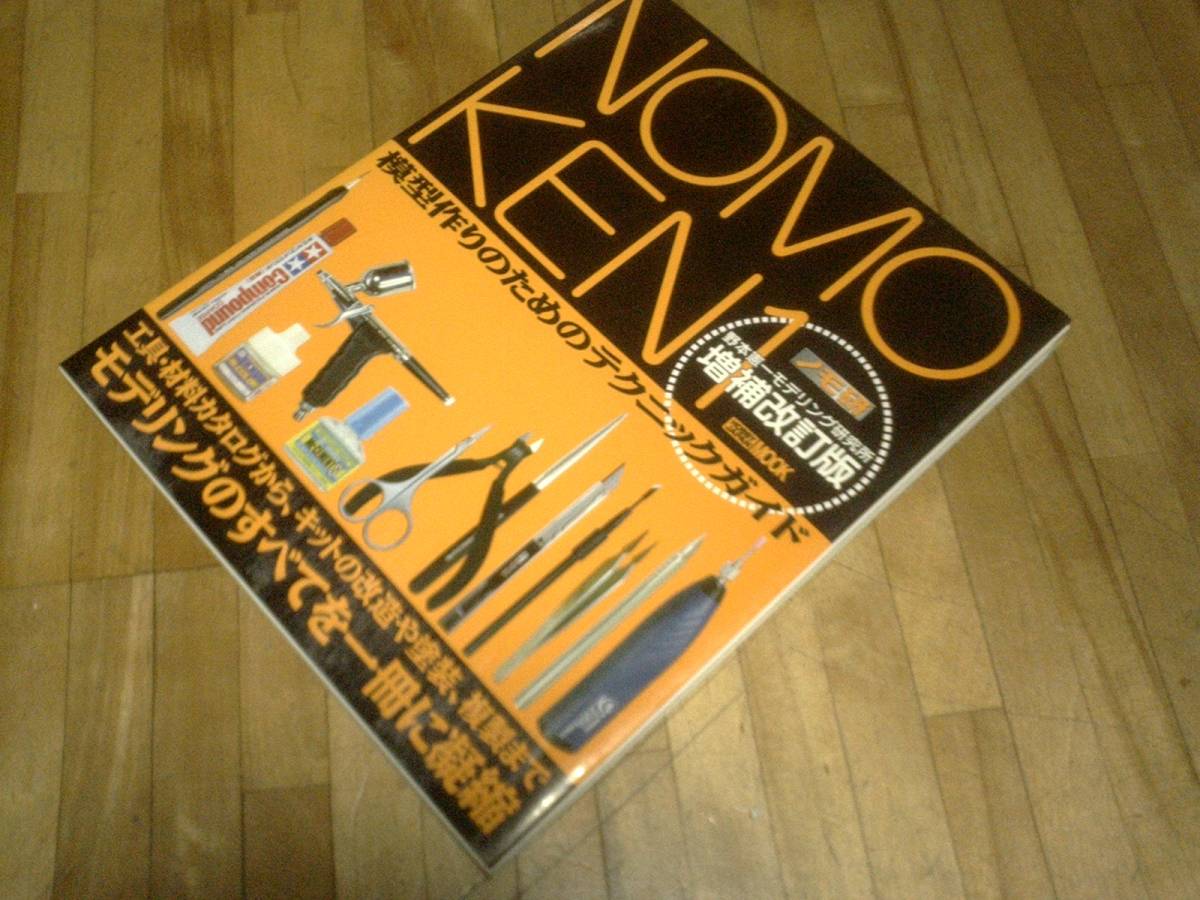 NOMO
KEN 1
ノモ研
野本憲一モデリング研究所
増補改訂版
MOOK
模型作りのためのテクニックガイド
Compound
工具・材料カタログから、キットの改造や塗装、複製まで
モデリングのすべてを一冊に凝縮